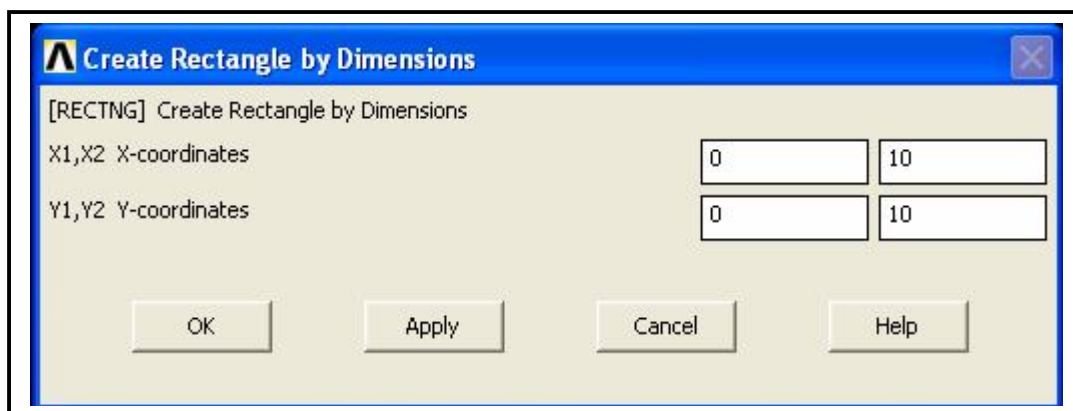 Create Rectangle by Dimensions
[RECTNG] Create Rectangle by Dimensions
X1,X2 X-coordinates 0 10
Y1,Y2 Y-coordinates 0 10
OK Apply Cancel Help